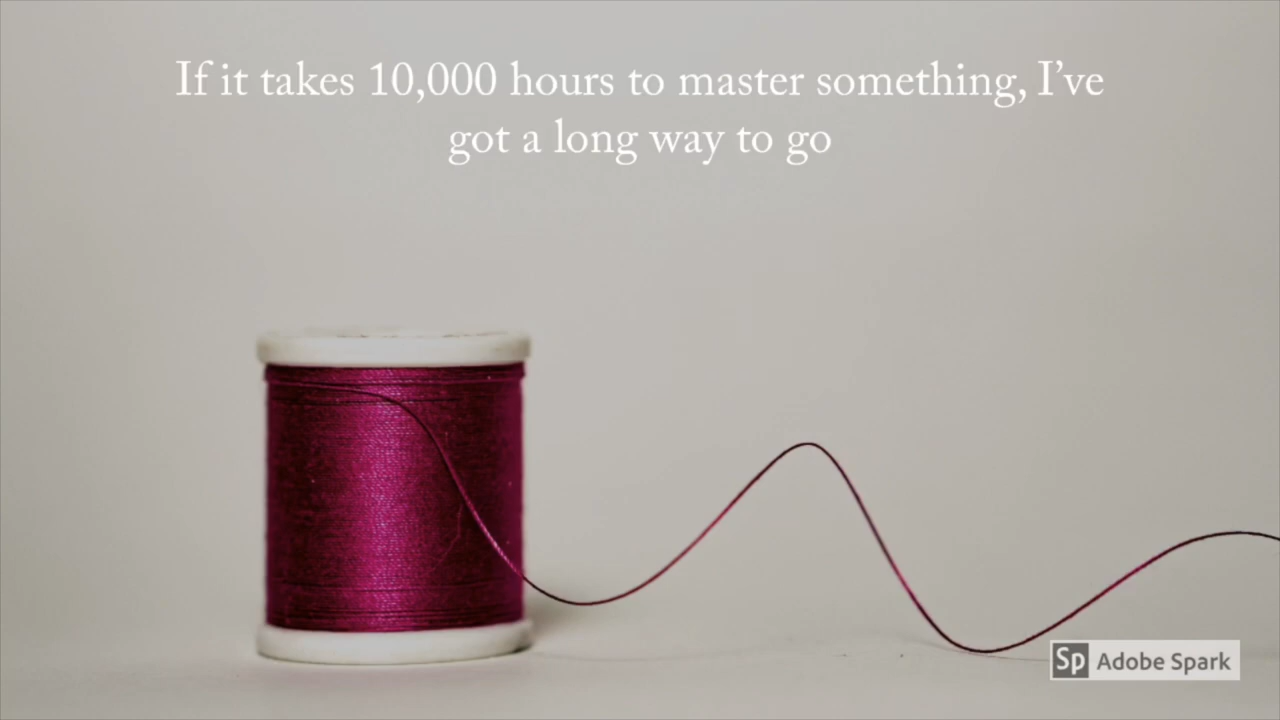 If it takes 10,000 hours to master something, I’ve
got a long way to go
Sp Adobe Spark